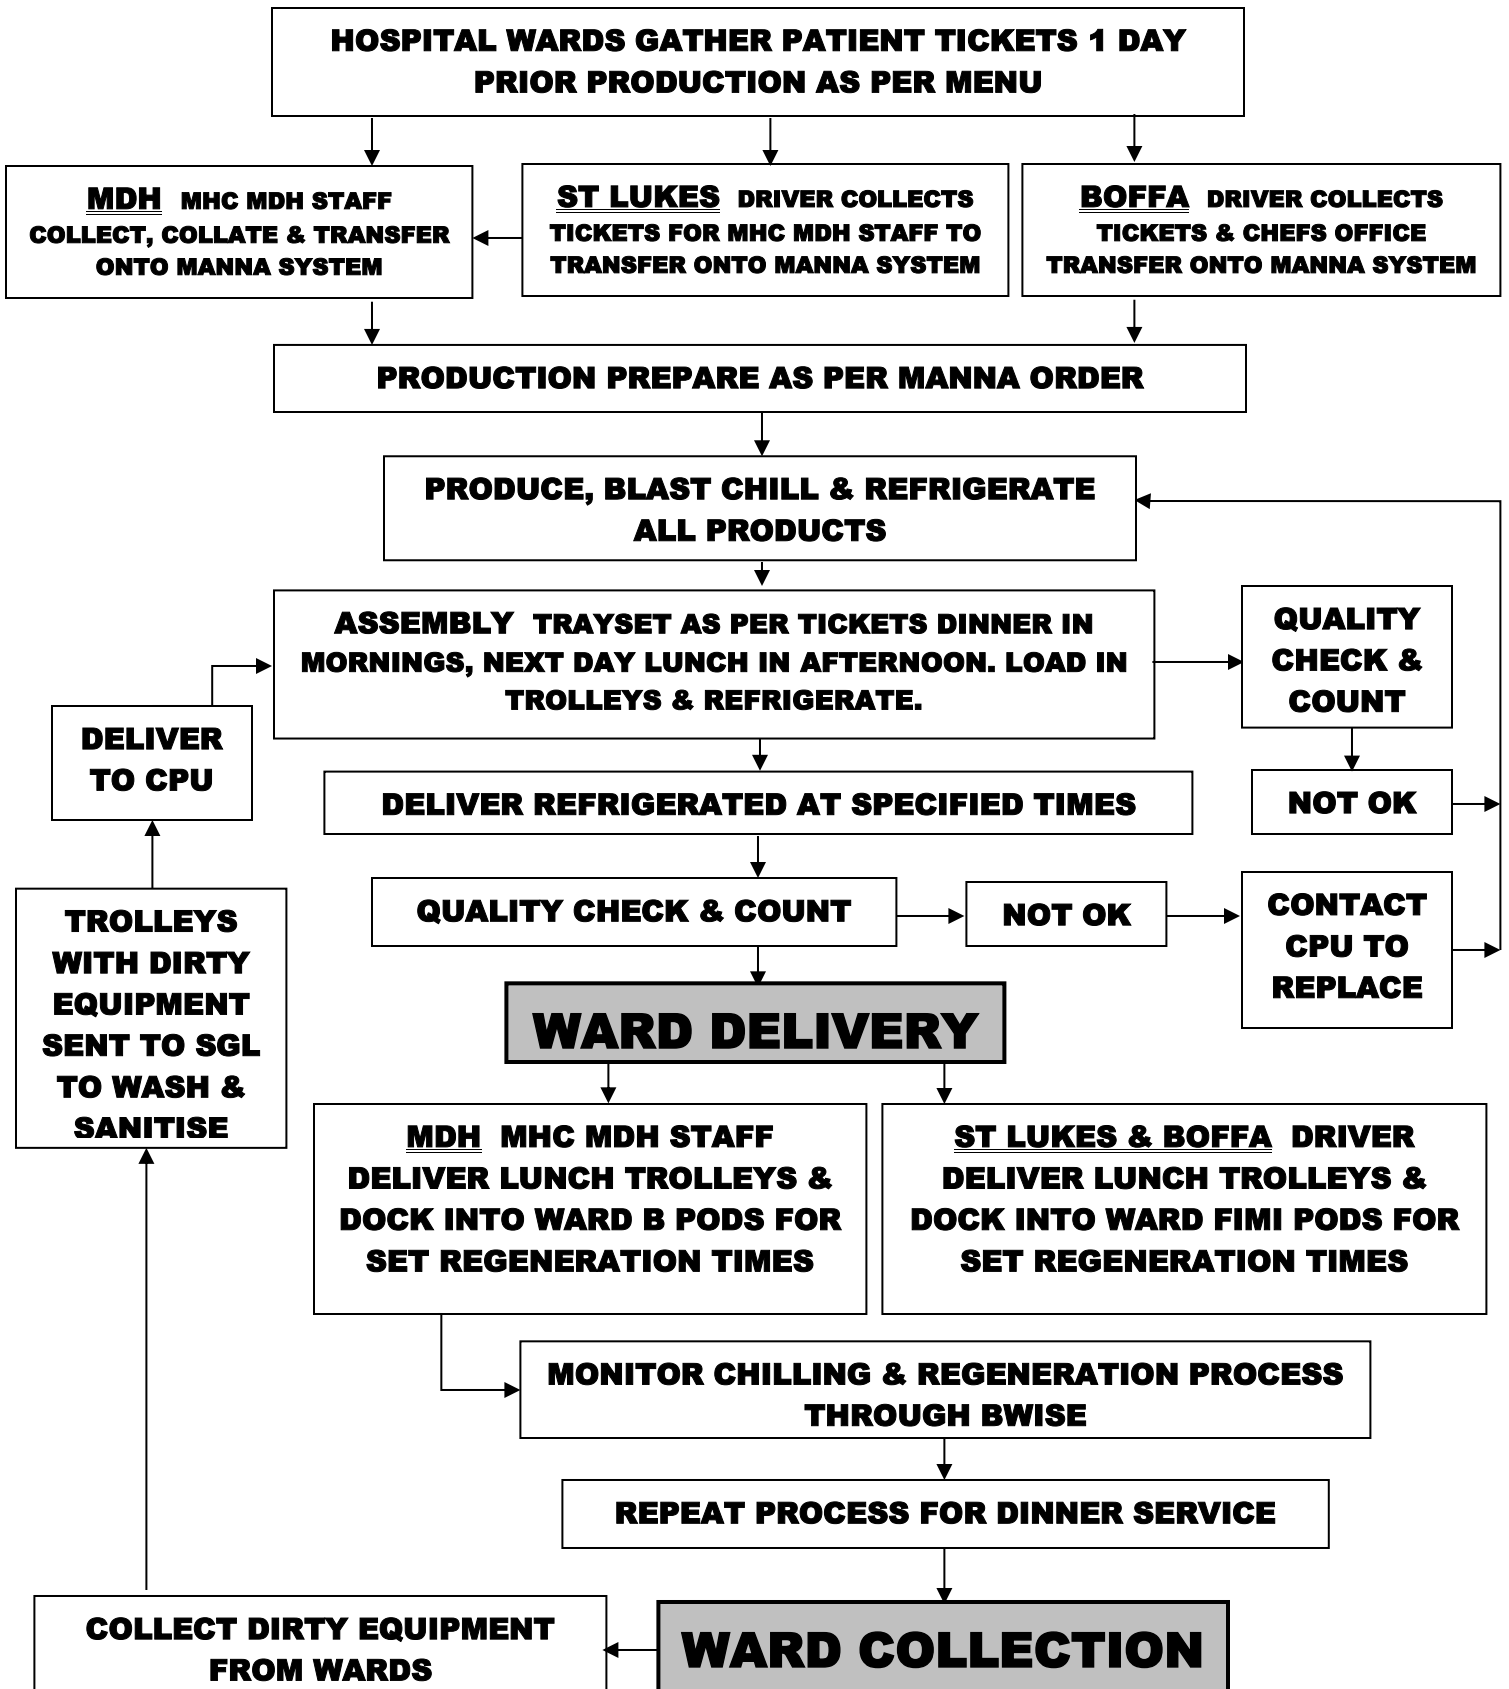 HOSPITAL WARDS GATHER PATIENT TICKETS 1 DAY
PRIOR PRODUCTION AS PER MENU
MDH MHC MDH STAFF
COLLECT, COLLATE & TRANSFER
ONTO MANNA SYSTEM
ST LUKES DRIVER COLLECTS
TICKETS FOR MHC MDH STAFF TO
TRANSFER ONTO MANNA SYSTEM
BOFFA DRIVER COLLECTS
TICKETS & CHEFS OFFICE
TRANSFER ONTO MANNA SYSTEM
PRODUCTION PREPARE AS PER MANNA ORDER
PRODUCE, BLAST CHILL & REFRIGERATE
ALL PRODUCTS
ASSEMBLY TRAYSET AS PER TICKETS DINNER IN
MORNINGS, NEXT DAY LUNCH IN AFTERNOON. LOAD IN
TROLLEYS & REFRIGERATE.
QUALITY
CHECK &
COUNT
DELIVER
TO CPU
DELIVER REFRIGERATED AT SPECIFIED TIMES
NOT OK
QUALITY CHECK & COUNT
NOT OK
CONTACT
CPU TO
REPLACE
TROLLEYS
WITH DIRTY
EQUIPMENT
SENT TO SGL
TO WASH &
SANITISE
WARD DELIVERY
MDH MHC MDH STAFF
DELIVER LUNCH TROLLEYS &
DOCK INTO WARD B PODS FOR
SET REGENERATION TIMES
ST LUKES & BOFFA DRIVER
DELIVER LUNCH TROLLEYS &
DOCK INTO WARD FIMI PODS FOR
SET REGENERATION TIMES
MONITOR CHILLING & REGENERATION PROCESS
THROUGH BWISE
REPEAT PROCESS FOR DINNER SERVICE
COLLECT DIRTY EQUIPMENT
FROM WARDS
WARD COLLECTION